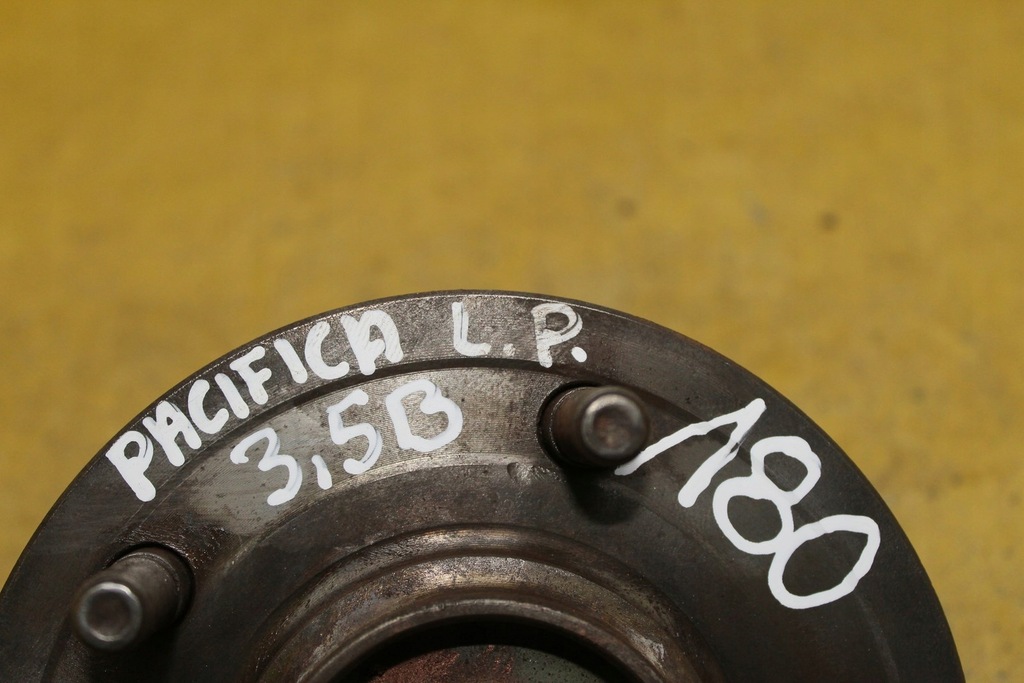 PACIFICA L.P.
3,5B
180